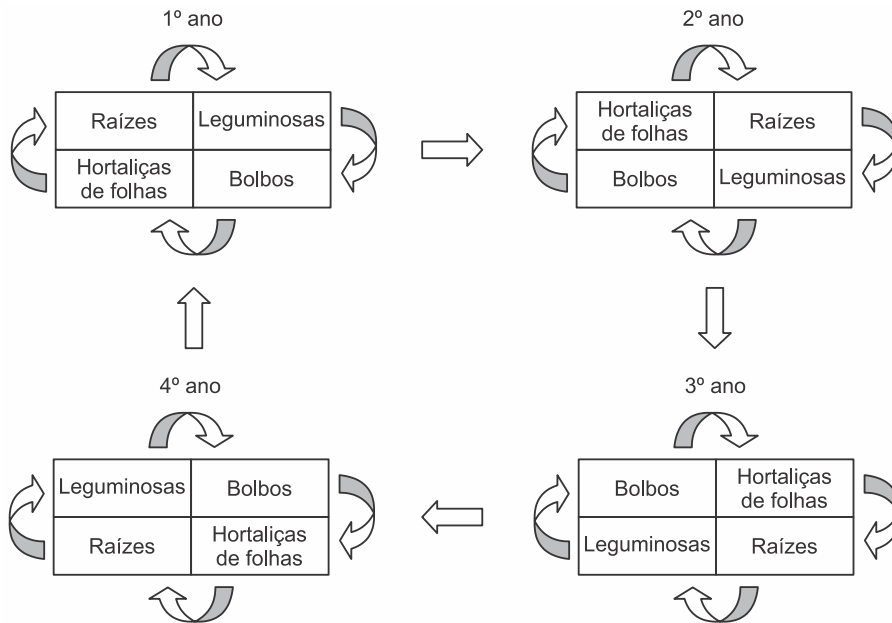 1º ano
Raízes
Leguminosas
Hortaliças
de folhas
Bolbos
2º ano
Hortaliças
de folhas
Raízes
Bolbos
Leguminosas
4º ano
Leguminosas
Bolbos
Raízes
Hortaliças
de folhas
3º ano
Bolbos
Hortaliças
de folhas
Leguminosas
Raízes